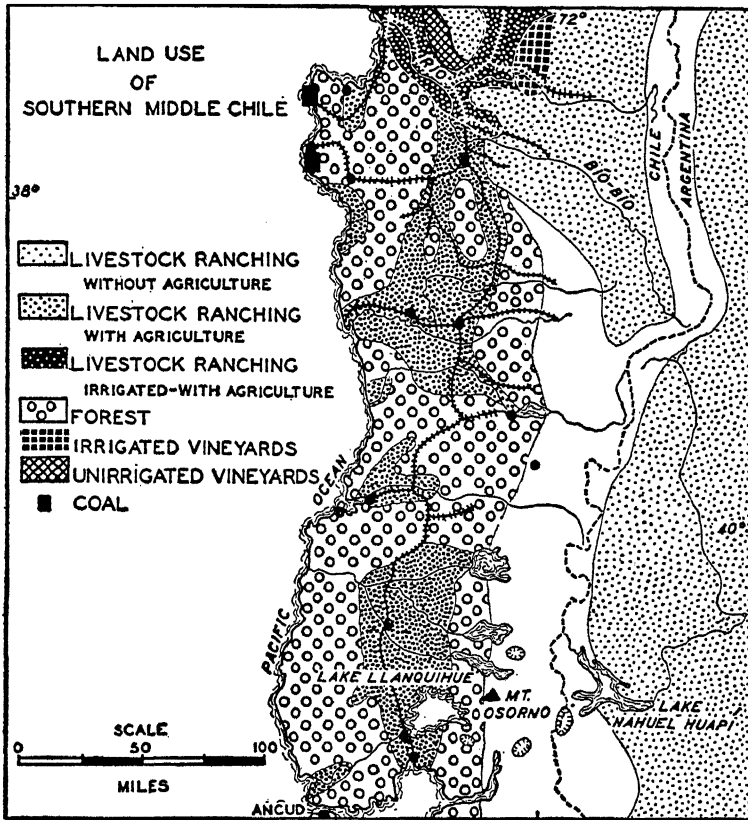 LAND USE
OF
SOUTHERN MIDDLE CHILE
72°
RIO
CHILE
ARGENTINA
BIO-BIO
38°
LIVESTOCK RANCHING
WITHOUT AGRICULTURE
LIVESTOCK RANCHING
WITH AGRICULTURE
LIVESTOCK RANCHING
IRRIGATED-WITH AGRICULTURE
FOREST
IRRIGATED VINEYARDS
UNIRRIGATED VINEYARDS
COAL
PACIFIC OCEAN
40°
LAKE LLANQUIHUE
MT.
OSORNO
LAKE
NAHUEL HUAPI
SCALE
0 50 100
MILES
ANCUD